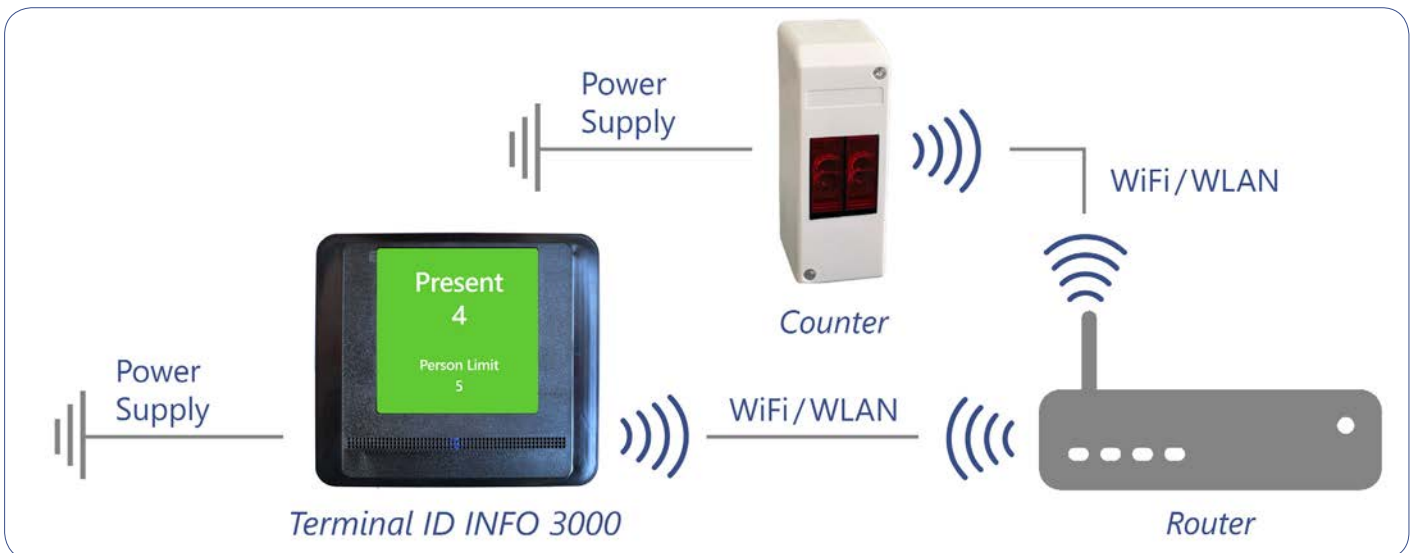 Power
Supply
WiFi/WLAN
Counter
Present
4
Person Limit
5
Power
Supply
WiFi/WLAN
Terminal ID INFO 3000
Router